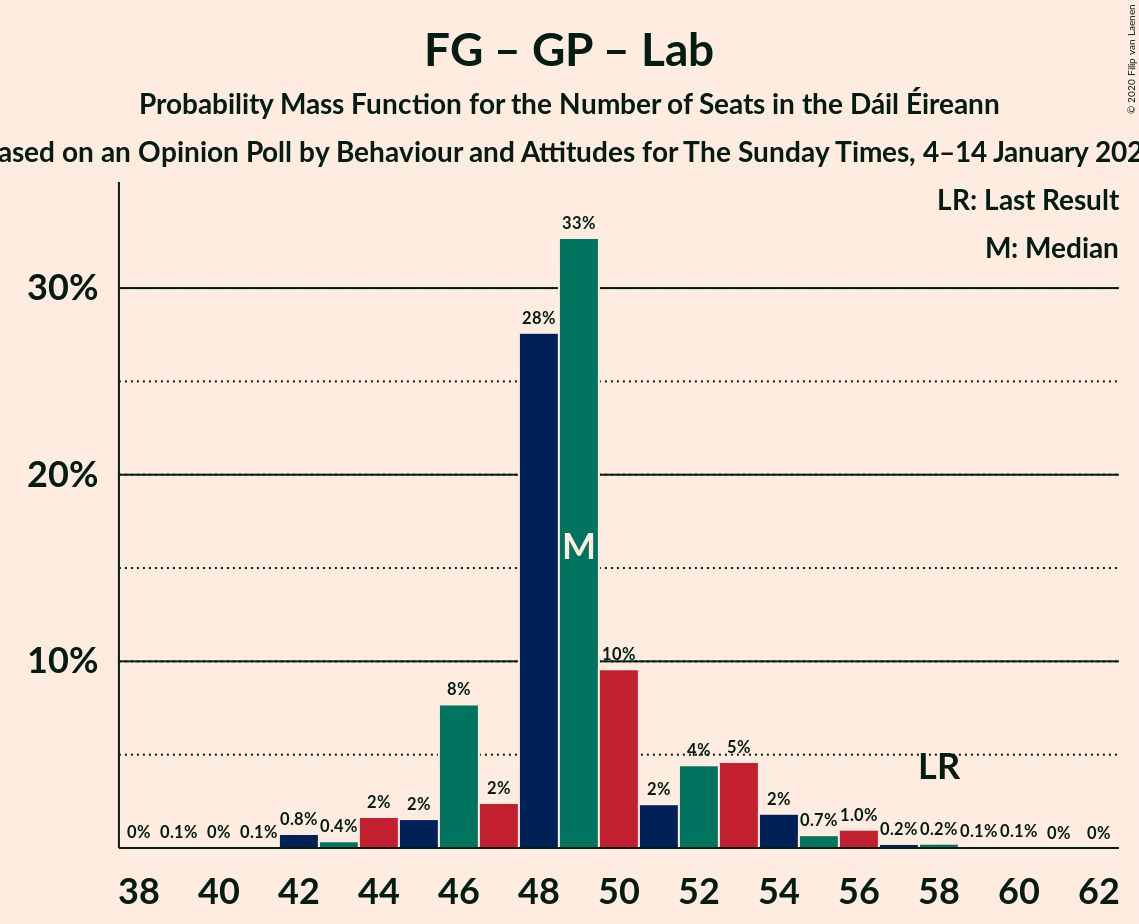 FG – GP – Lab
Probability Mass Function for the Number of Seats in the Dáil Éireann
ased on an Opinion Poll by Behaviour and Attitudes for The Sunday Times, 4–14 January 202
© 2020 Filip van Laenen
LR: Last Result
M: Median
33%
30%
28%
20%
M
10%
10%
8%
4% 5%
LR
2% 2% 2% 2% 2%
0% 0.1% 0% 0.1% 0.8% 0.4% 0.7% 1.0% 0.2% 0.2% 0.1% 0.1% 0% 0%
38 40 42 44 46 48 50 52 54 56 58 60 62